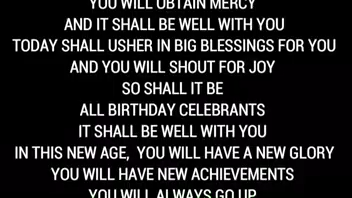 YOU WILL OBTAIN MERCY
AND IT SHALL BE WELL WITH YOU
TODAY SHALL USHER IN BIG BLESSINGS FOR YOU
AND YOU WILL SHOUT FOR JOY
SO SHALL IT BE
ALL BIRTHDAY CELEBRANTS
IT SHALL BE WELL WITH YOU
IN THIS NEW AGE, YOU WILL HAVE A NEW GLORY
YOU WILL HAVE NEW ACHIEVEMENTS
YOU WILL ALWAYS GO UP